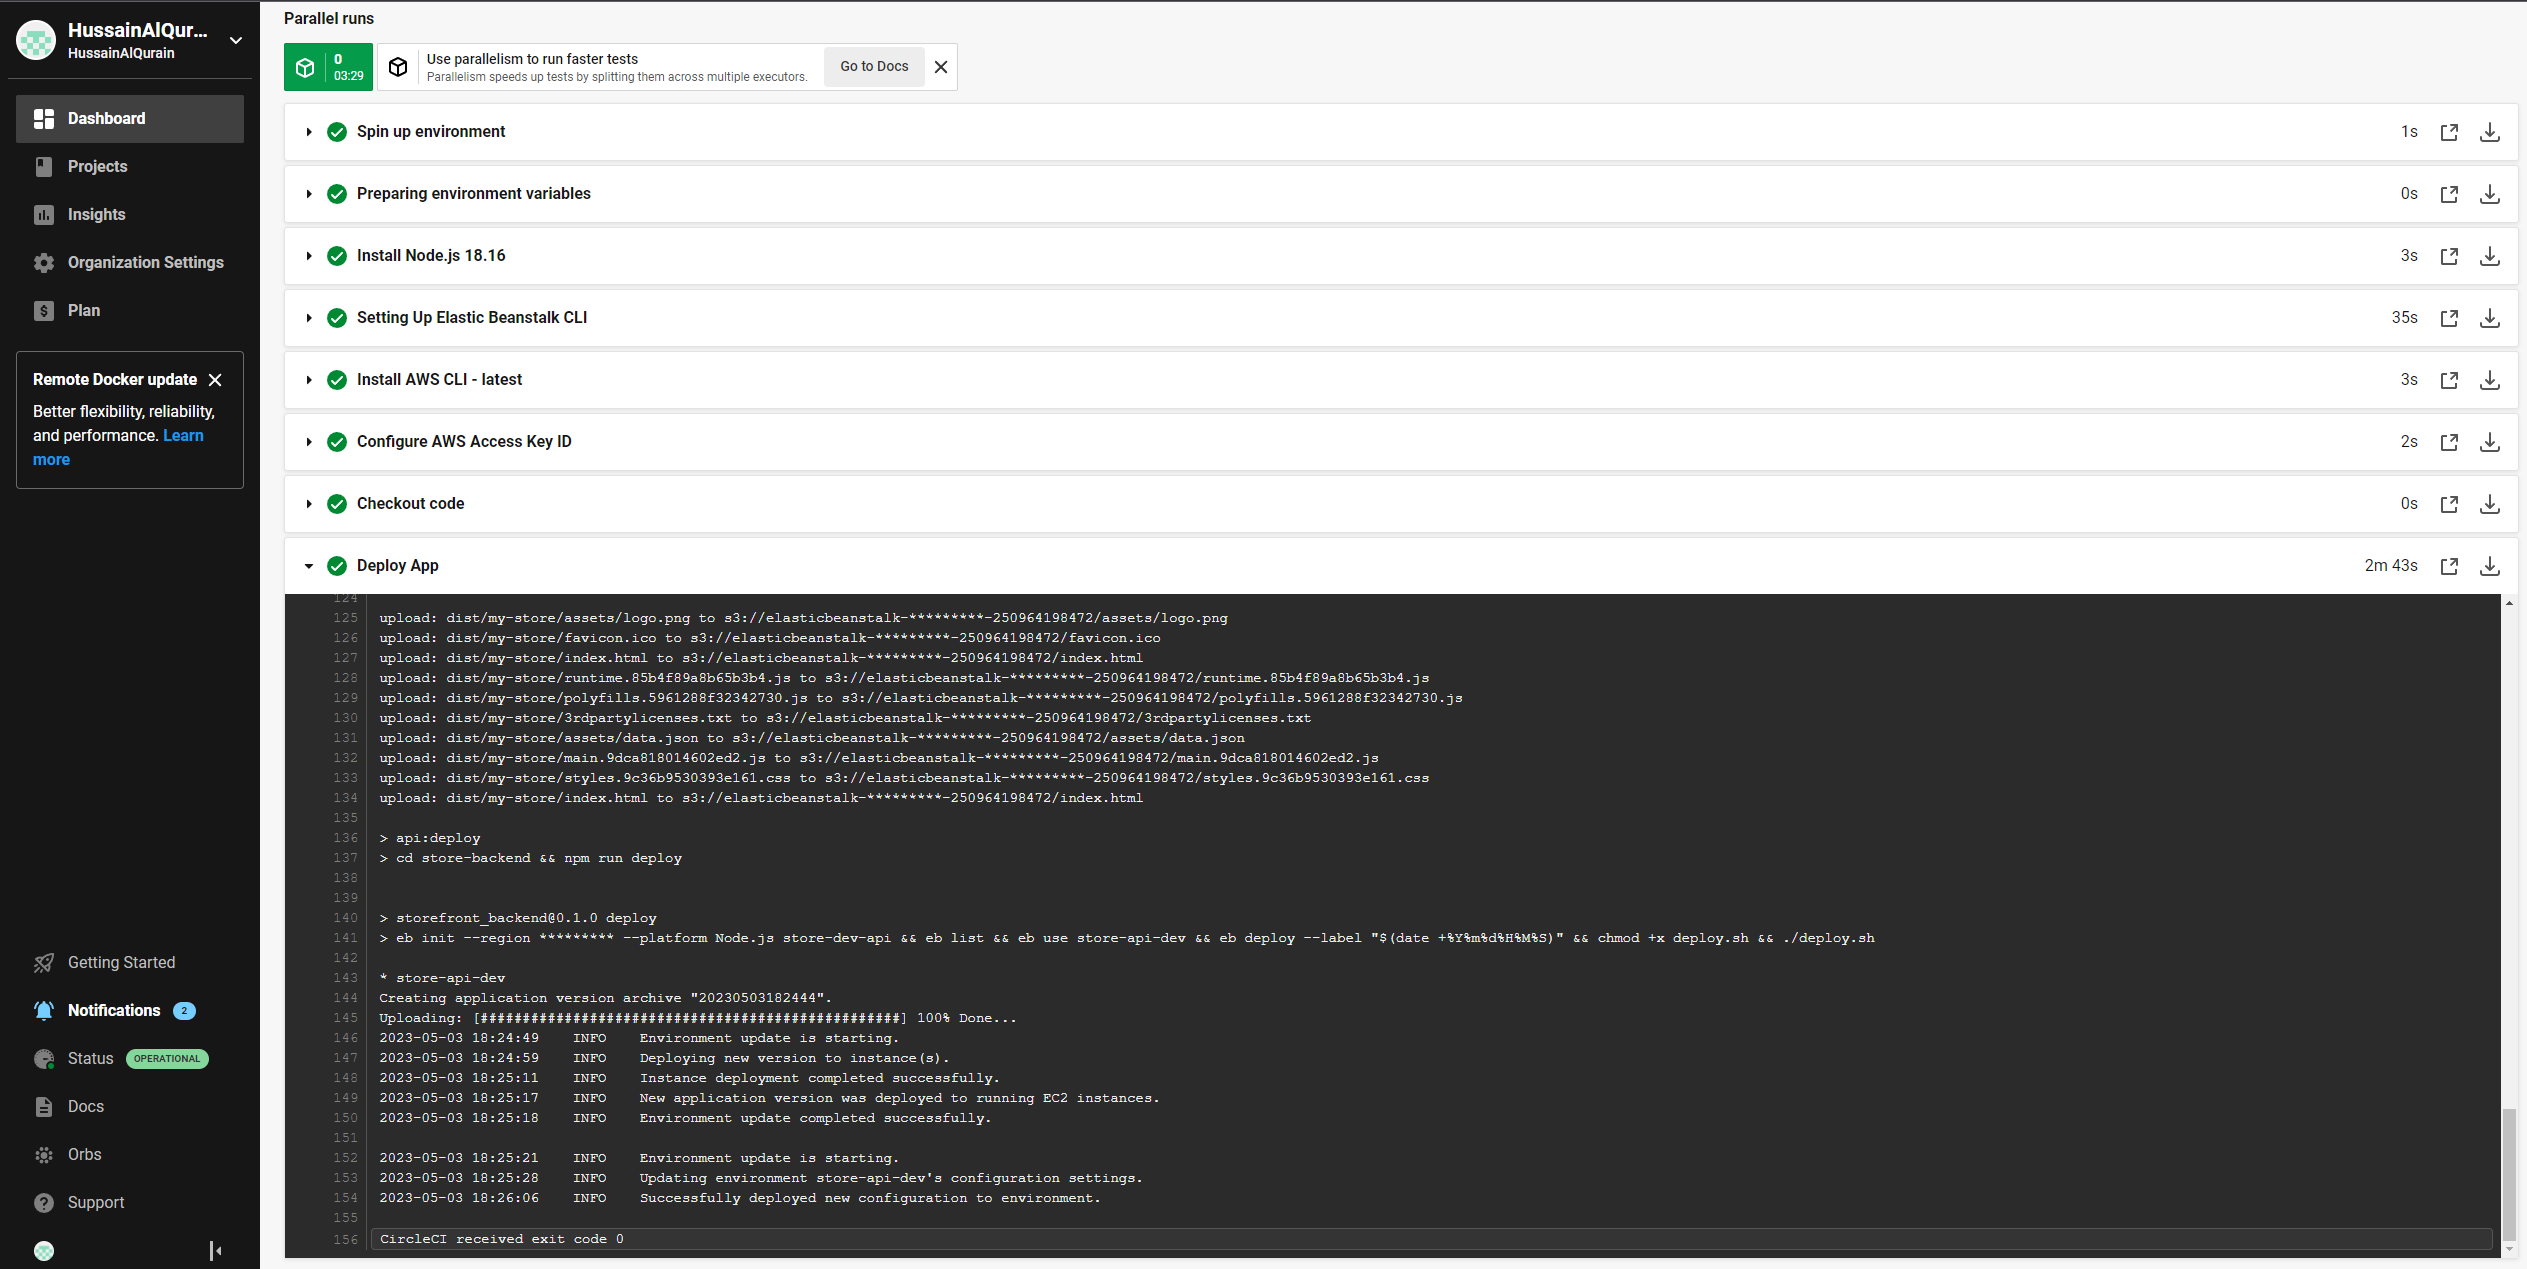 HussainAlQur...
HussainAlQurain
Dashboard
Projects
Insights
Organization Settings
Plan
Remote Docker update
Better flexibility, reliability,
and performance. Learn
more
Getting Started
Notifications 2
Status OPERATIONAL
Docs
Orbs
Support
Parallel runs
0
03:29
Use parallelism to run faster tests
Parallelism speeds up tests by splitting them across multiple executors.
Go to Docs
Spin up environment 1s
Preparing environment variables 0s
Install Node.js 18.16 3s
Setting Up Elastic Beanstalk CLI 35s
Install AWS CLI - latest 3s
Configure AWS Access Key ID 2s
Checkout code 0s
Deploy App 2m 43s
124
125 upload: dist/my-store/assets/logo.png to s3://elasticbeanstalk-*********-250964198472/assets/logo.png
126 upload: dist/my-store/favicon.ico to s3://elasticbeanstalk-*********-250964198472/favicon.ico
127 upload: dist/my-store/index.html to s3://elasticbeanstalk-*********-250964198472/index.html
128 upload: dist/my-store/runtime.85b4f89a8b65b3b4.js to s3://elasticbeanstalk-*********-250964198472/runtime.85b4f89a8b65b3b4.js
129 upload: dist/my-store/polyfills.5961288f32342730.js to s3://elasticbeanstalk-*********-250964198472/polyfills.5961288f32342730.js
130 upload: dist/my-store/3rdpartylicenses.txt to s3://elasticbeanstalk-*********-250964198472/3rdpartylicenses.txt
131 upload: dist/my-store/assets/data.json to s3://elasticbeanstalk-*********-250964198472/assets/data.json
132 upload: dist/my-store/main.9dca818014602ed2.js to s3://elasticbeanstalk-*********-250964198472/main.9dca818014602ed2.js
133 upload: dist/my-store/styles.9c36b9530393e161.css to s3://elasticbeanstalk-*********-250964198472/styles.9c36b9530393e161.css
134 upload: dist/my-store/index.html to s3://elasticbeanstalk-*********-250964198472/index.html
135
136 > api:deploy
137 > cd store-backend && npm run deploy
138
139
140 > storefront_backend@0.1.0 deploy
141 > eb init --region ********* --platform Node.js store-dev-api && eb list && eb use store-api-dev && eb deploy --label "$(date +%Y%m%d%H%M%S)" && chmod +x deploy.sh && ./deploy.sh
142
143 * store-api-dev
144 Creating application version archive "20230503182444".
145 Uploading: [##################################################] 100% Done...
146 2023-05-03 18:24:49 INFO Environment update is starting.
147 2023-05-03 18:24:59 INFO Deploying new version to instance(s).
148 2023-05-03 18:25:11 INFO Instance deployment completed successfully.
149 2023-05-03 18:25:17 INFO New application version was deployed to running EC2 instances.
150 2023-05-03 18:25:18 INFO Environment update completed successfully.
151
152 2023-05-03 18:25:21 INFO Environment update is starting.
153 2023-05-03 18:25:28 INFO Updating environment store-api-dev's configuration settings.
154 2023-05-03 18:26:06 INFO Successfully deployed new configuration to environment.
155
156 CircleCI received exit code 0